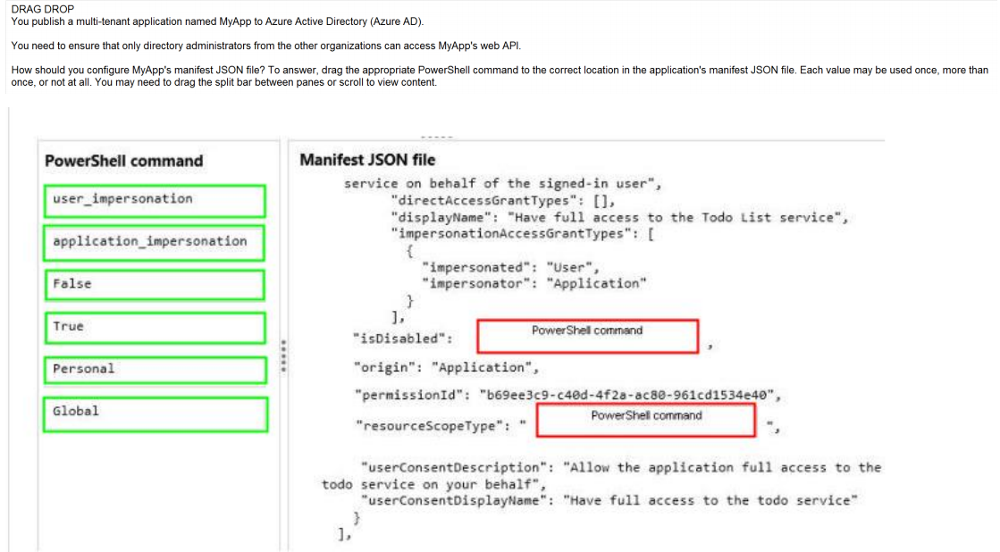 DRAG DROP
You publish a multi-tenant application named MyApp to Azure Active Directory (Azure AD).
You need to ensure that only directory administrators from the other organizations can access MyApp's web API.
How should you configure MyApp's manifest JSON file? To answer, drag the appropriate PowerShell command to the correct location in the application's manifest JSON file. Each value may be used once, more than
once, or not at all. You may need to drag the split bar between panes or scroll to view content.
PowerShell command
user_impersonation
application_impersonation
False
True
Personal
Global
Manifest JSON file
service on behalf of the signed-in user",
"directAccessGrantTypes": [],
"displayName": "Have full access to the Todo List service",
"impersonationAccessGrantTypes": [
{
"impersonated": "User",
"impersonator": "Application"
}
],
"isDisabled": PowerShell command ,
"origin": "Application",
"permissionId": "b69ee3c9-c40d-4f2a-ac80-961cd1534e40",
"resourceScopeType": " PowerShell command ",
"userConsentDescription": "Allow the application full access to the
todo service on your behalf",
"userConsentDisplayName": "Have full access to the todo service"
}
],